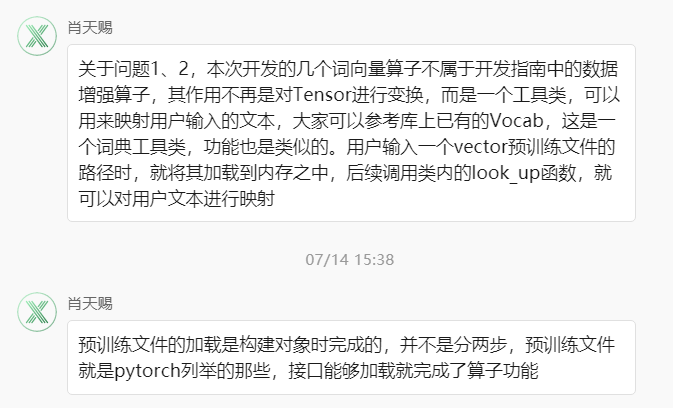 肖天赐
关于问题1、2，本次开发的几个词向量算子不属于开发指南中的数据
增强算子，其作用不再是对Tensor进行变换，而是一个工具类，可以
用来映射用户输入的文本，大家可以参考库上已有的Vocab，这是一
个词典工具类，功能也是类似的。用户输入一个vector预训练文件的
路径时，就将其加载到内存之中，后续调用类内的look_up函数，就
可以对用户文本进行映射
07/14 15:38
肖天赐
预训练文件的加载是构建对象时完成的，并不是分两步，预训练文件
就是pytorch列举的那些，接口能够加载就完成了算子功能